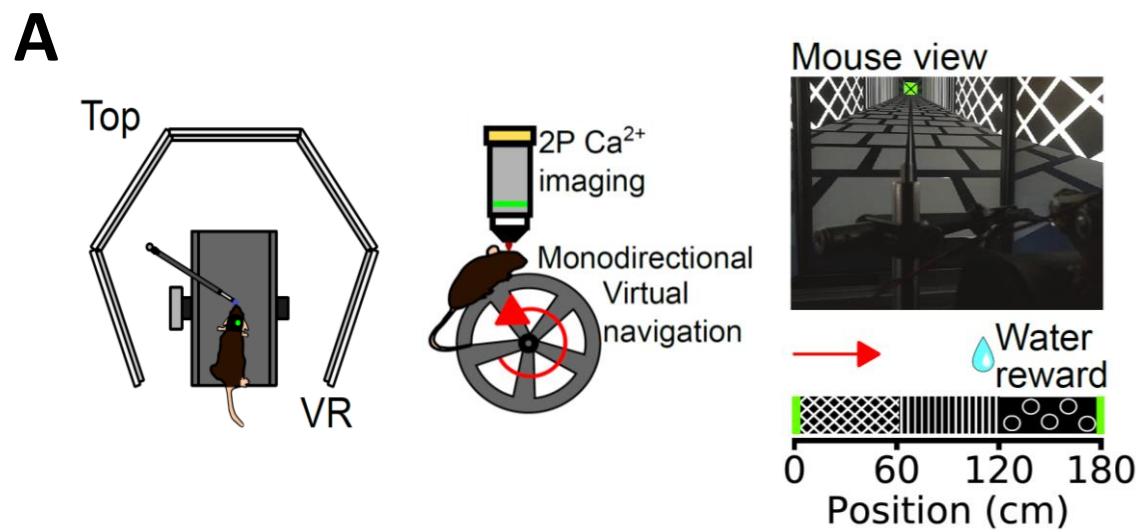 A
Top
VR
2P Ca²⁺
imaging
Monodirectional
Virtual
navigation
Mouse view
Water
reward
0 60 120 180
Position (cm)